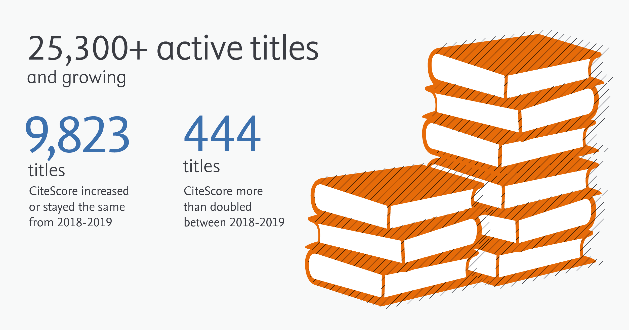 25,300+ active titles
and growing
9,823
titles
CiteScore increased
or stayed the same
from 2018-2019
444
titles
CiteScore more
than doubled
between 2018-2019